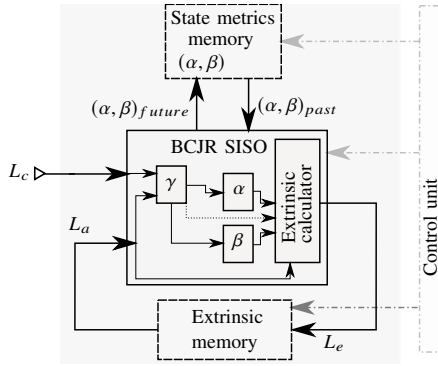 State metrics
memory
(α, β)
(α, β)future
(α, β)past
BCJR SISO
Lc
γ
α
β
Extrinsic
calculator
La
Extrinsic
memory
Le
Control unit